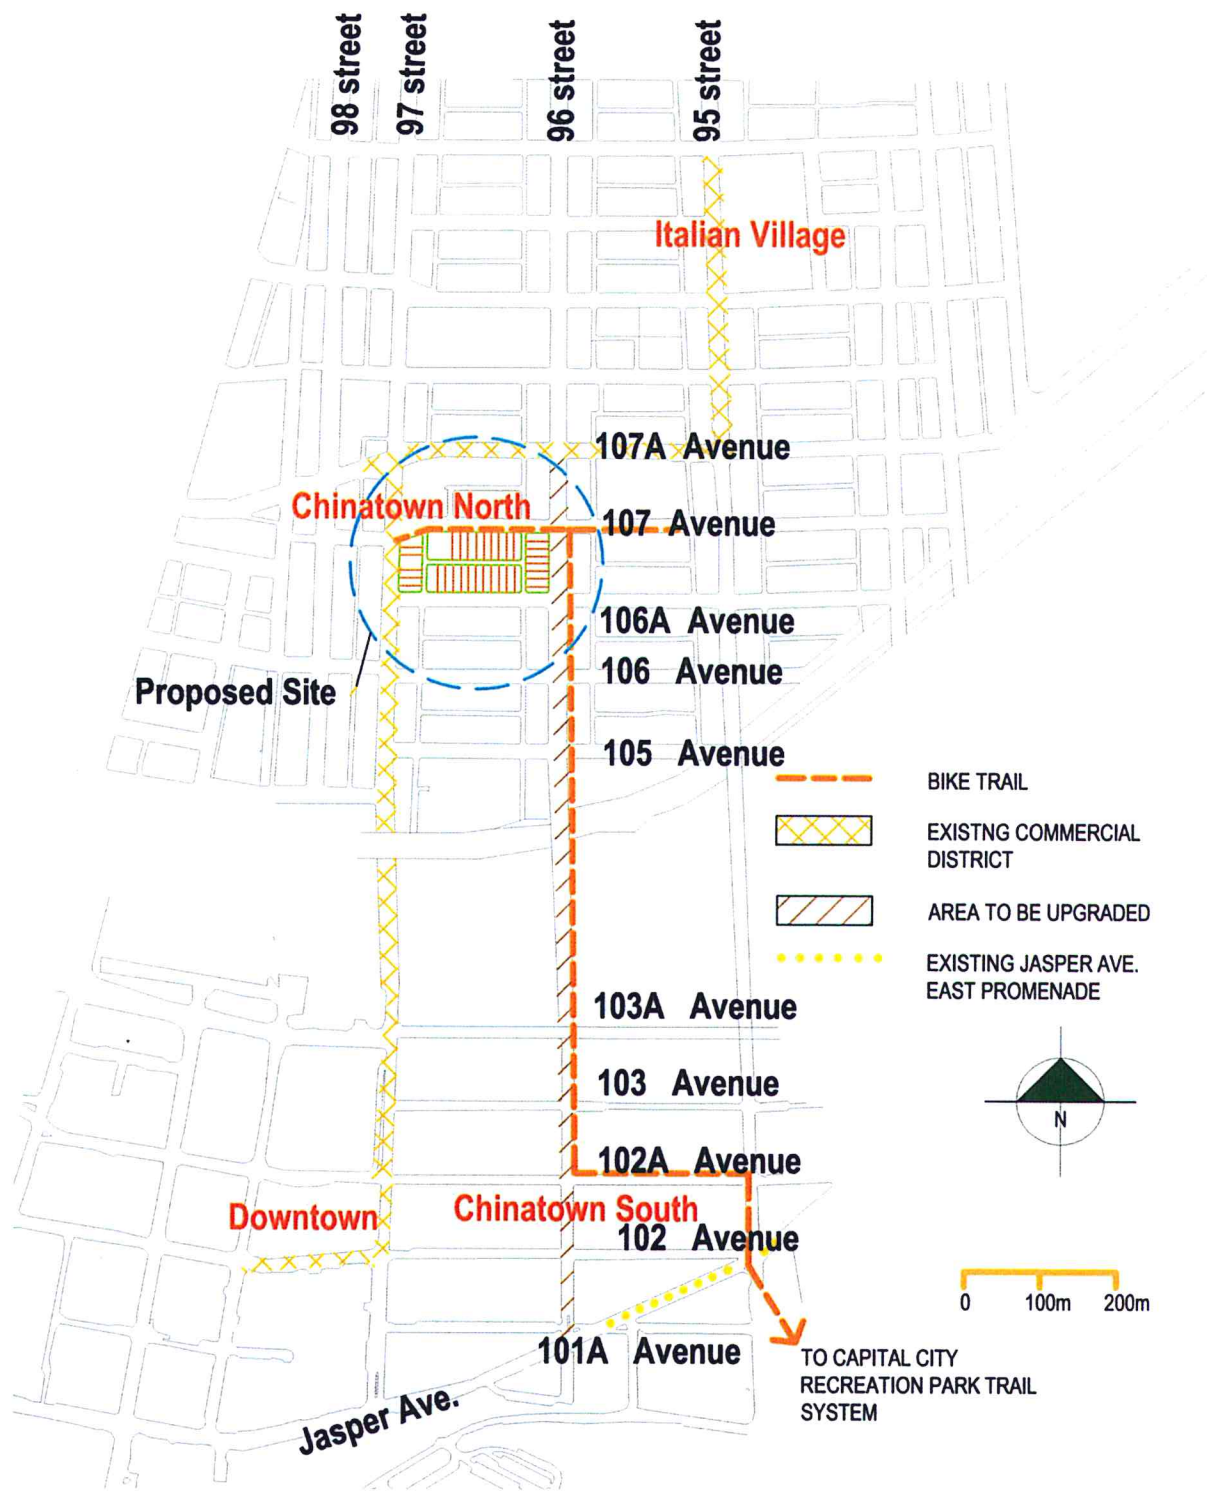 98 street
97 street
96 street
95 street
Italian Village
107A Avenue
Chinatown North
107 Avenue
106A Avenue
106 Avenue
Proposed Site
105 Avenue
BIKE TRAIL
EXISTNG COMMERCIAL
DISTRICT
AREA TO BE UPGRADED
EXISTING JASPER AVE.
EAST PROMENADE
103A Avenue
103 Avenue
N
102A Avenue
Downtown
Chinatown South
102 Avenue
0 100m 200m
101A Avenue
TO CAPITAL CITY
RECREATION PARK TRAIL
SYSTEM
Jasper Ave.